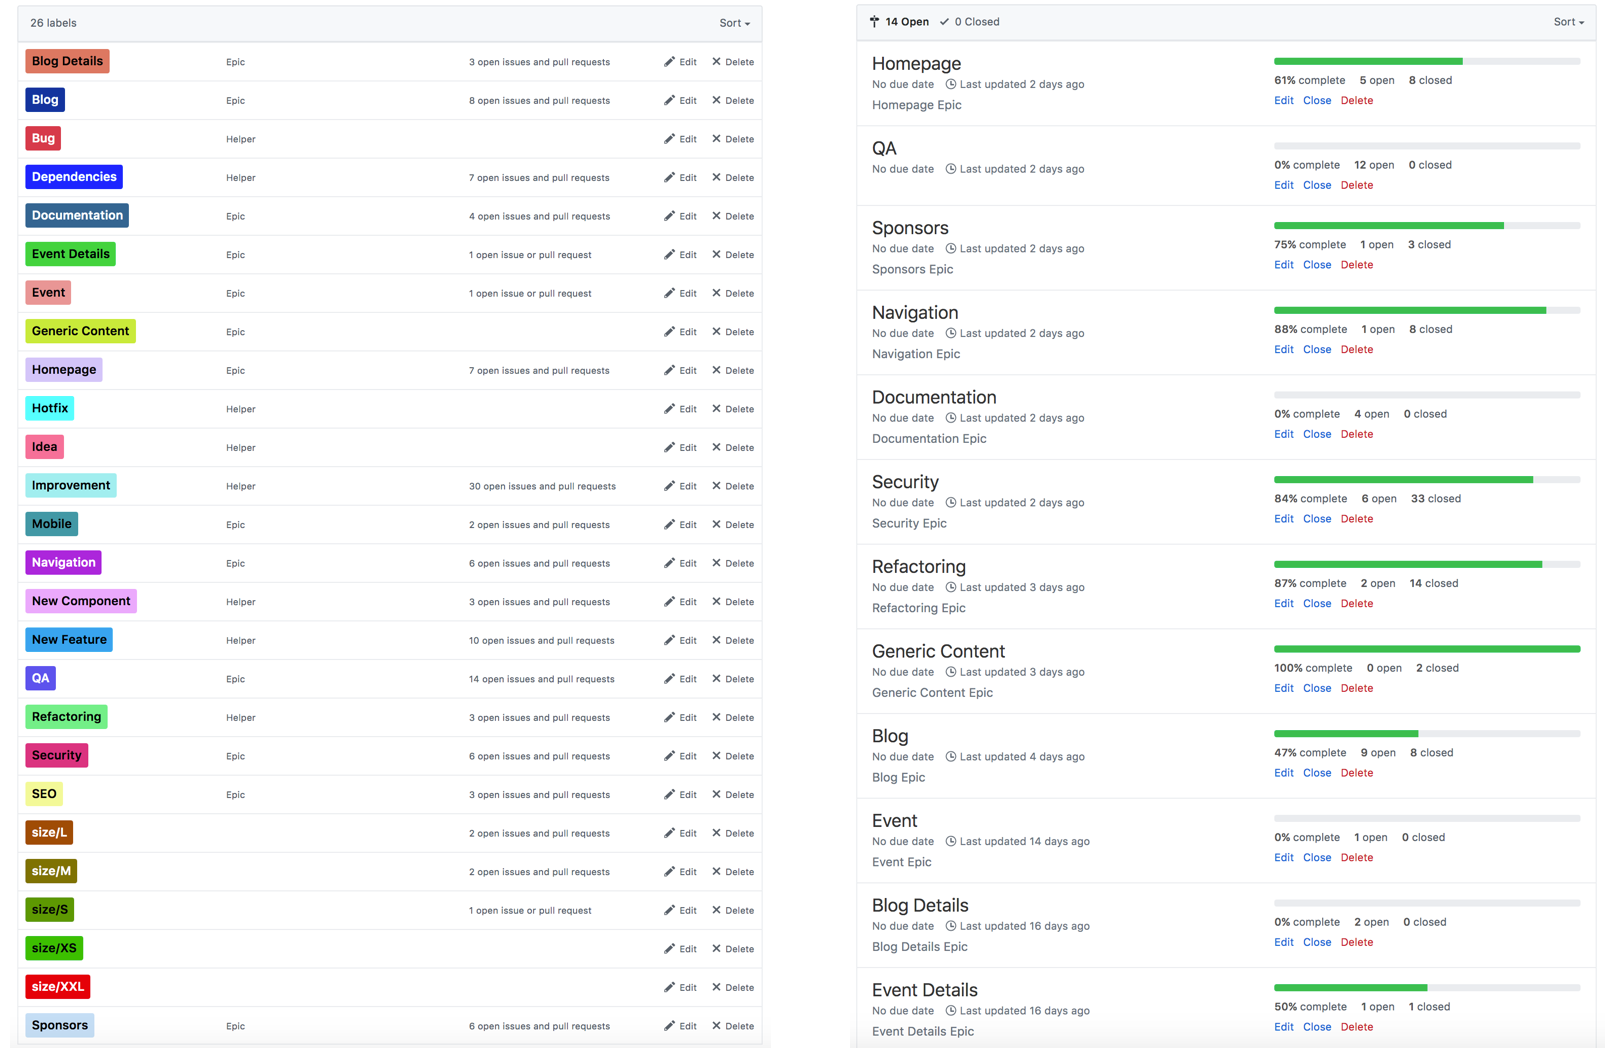 26 labels Sort
Blog Details Epic 3 open issues and pull requests Edit Delete
Blog Epic 8 open issues and pull requests Edit Delete
Bug Helper Edit Delete
Dependencies Helper 7 open issues and pull requests Edit Delete
Documentation Epic 4 open issues and pull requests Edit Delete
Event Details Epic 1 open issue or pull request Edit Delete
Event Epic 1 open issue or pull request Edit Delete
Generic Content Epic Edit Delete
Homepage Epic 7 open issues and pull requests Edit Delete
Hotfix Helper Edit Delete
Idea Helper Edit Delete
Improvement Helper 30 open issues and pull requests Edit Delete
Mobile Epic 2 open issues and pull requests Edit Delete
Navigation Epic 6 open issues and pull requests Edit Delete
New Component Helper 3 open issues and pull requests Edit Delete
New Feature Helper 10 open issues and pull requests Edit Delete
QA Epic 14 open issues and pull requests Edit Delete
Refactoring Helper 3 open issues and pull requests Edit Delete
Security Epic 6 open issues and pull requests Edit Delete
SEO Epic 3 open issues and pull requests Edit Delete
size/L 2 open issues and pull requests Edit Delete
size/M 2 open issues and pull requests Edit Delete
size/S 1 open issue or pull request Edit Delete
size/XS Edit Delete
size/XXL Edit Delete
Sponsors Epic 6 open issues and pull requests Edit Delete
14 Open 0 Closed Sort
Homepage
No due date Last updated 2 days ago
Homepage Epic
61% complete 5 open 8 closed
Edit Close Delete
QA
No due date Last updated 2 days ago
0% complete 12 open 0 closed
Edit Close Delete
Sponsors
No due date Last updated 2 days ago
Sponsors Epic
75% complete 1 open 3 closed
Edit Close Delete
Navigation
No due date Last updated 2 days ago
Navigation Epic
88% complete 1 open 8 closed
Edit Close Delete
Documentation
No due date Last updated 2 days ago
Documentation Epic
0% complete 4 open 0 closed
Edit Close Delete
Security
No due date Last updated 2 days ago
Security Epic
84% complete 6 open 33 closed
Edit Close Delete
Refactoring
No due date Last updated 3 days ago
Refactoring Epic
87% complete 2 open 14 closed
Edit Close Delete
Generic Content
No due date Last updated 3 days ago
Generic Content Epic
100% complete 0 open 2 closed
Edit Close Delete
Blog
No due date Last updated 4 days ago
Blog Epic
47% complete 9 open 8 closed
Edit Close Delete
Event
No due date Last updated 14 days ago
Event Epic
0% complete 1 open 0 closed
Edit Close Delete
Blog Details
No due date Last updated 16 days ago
Blog Details Epic
0% complete 2 open 0 closed
Edit Close Delete
Event Details
No due date Last updated 16 days ago
Event Details Epic
50% complete 1 open 1 closed
Edit Close Delete